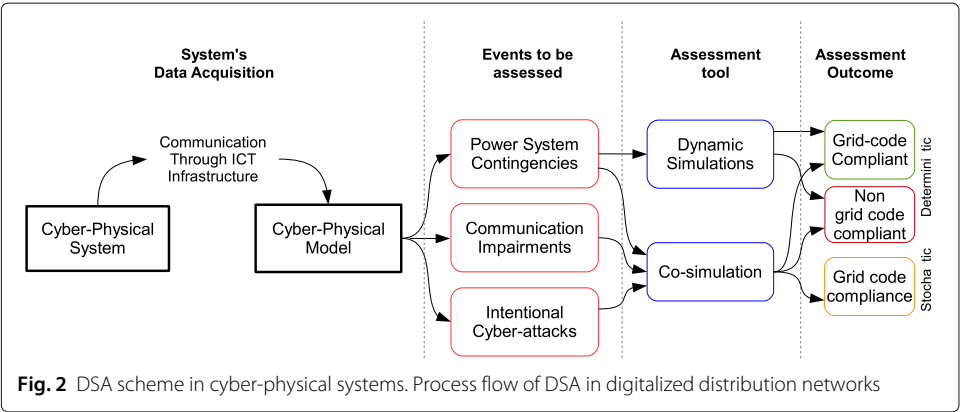 System's
Data Acquisition
Events to be
assessed
Assessment
tool
Assessment
Outcome
Communication
Through ICT
Infrastructure
Cyber-Physical
System
Cyber-Physical
Model
Power System
Contingencies
Communication
Impairments
Intentional
Cyber-attacks
Dynamic
Simulations
Co-simulation
Grid-code
Compliant
Non
grid code
compliant
Grid code
compliance
Determini tic
Stocha tic
Fig. 2 DSA scheme in cyber-physical systems. Process flow of DSA in digitalized distribution networks